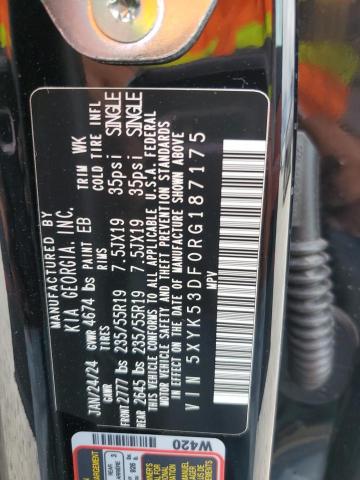 MANUFACTURED BY
KIA GEORGIA, INC.
JAN/24/24 GVWR 4674 lbs PAINT EB TRIM WK
GAWR TIRES RIMS COLD TIRE INFL
FRONT 2777 lbs 235/55R19 7.5JX19 35psi SINGLE
REAR 2645 lbs 235/55R19 7.5JX19 35psi SINGLE
THIS VEHICLE CONFORMS TO ALL APPLICABLE U.S.A. FEDERAL
MOTOR VEHICLE SAFETY, BUMPER, AND THEFT PREVENTION STANDARDS
IN EFFECT ON THE DATE OF MANUFACTURE SHOWN ABOVE
VIN 5XYK53DF0RG187175
MPV
W420
REAR
3